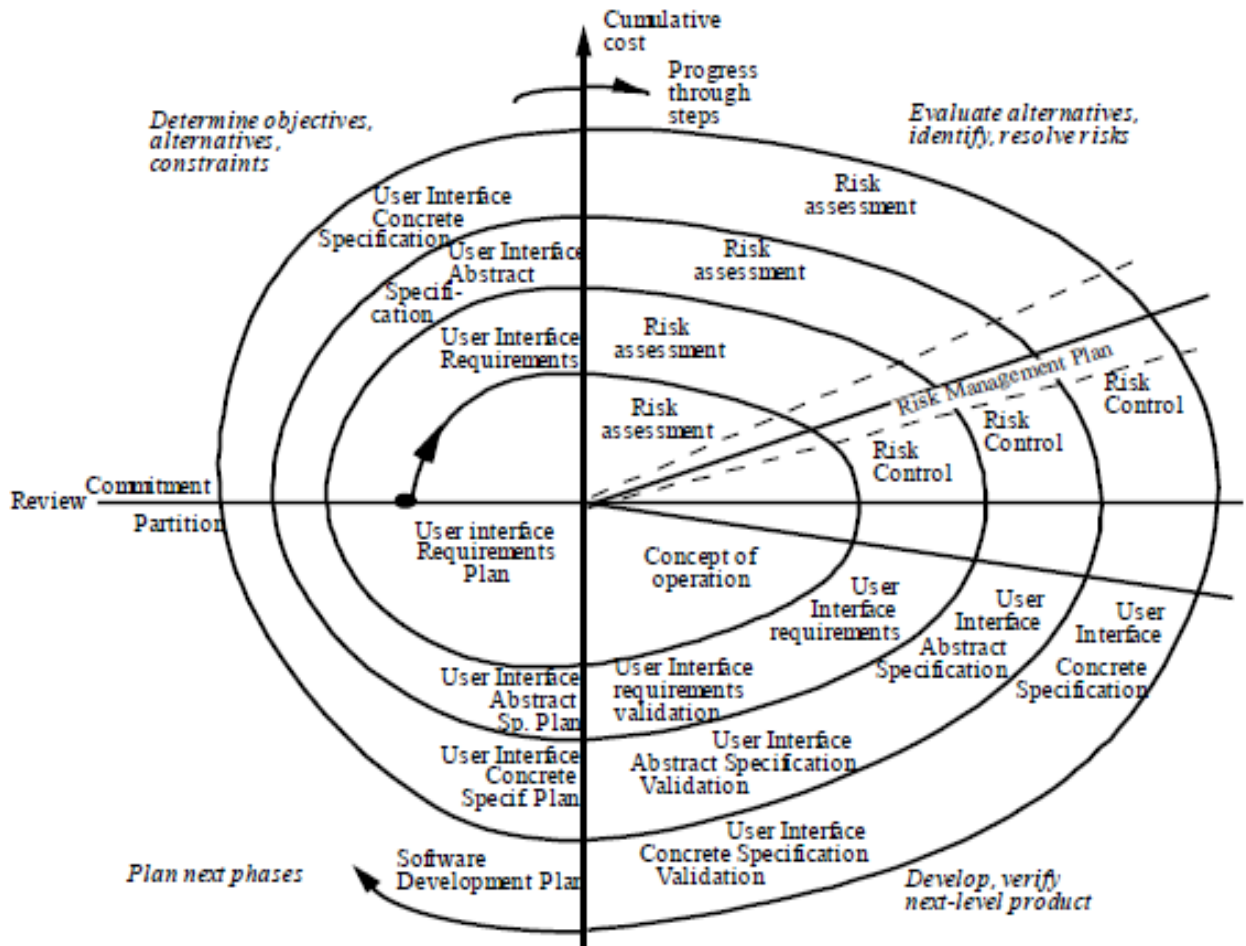 Cumulative
cost
Progress
through
steps
Determine objectives,
alternatives,
constraints
Evaluate alternatives,
identify, resolve risks
User Interface
Concrete
Specification
Risk
assessment
User Interface
Abstract
Specifi-
cation
Risk
assessment
User Interface
Requirements
Risk
assessment
Risk
assessment
Risk Management Plan
Risk
Control
Risk
Control
Risk
Control
Review
Commitment
Partition
User interface
Requirements
Plan
Concept of
operation
User
Interface
requirements
User
Interface
Abstract
Specification
User
Interface
Concrete
Specification
User Interface
Abstract
Sp. Plan
User Interface
requirements
validation
User Interface
Concrete
Specif. Plan
User Interface
Abstract Specification
Validation
User Interface
Concrete Specification
Validation
Software
Development Plan
Plan next phases
Develop, verify
next-level product